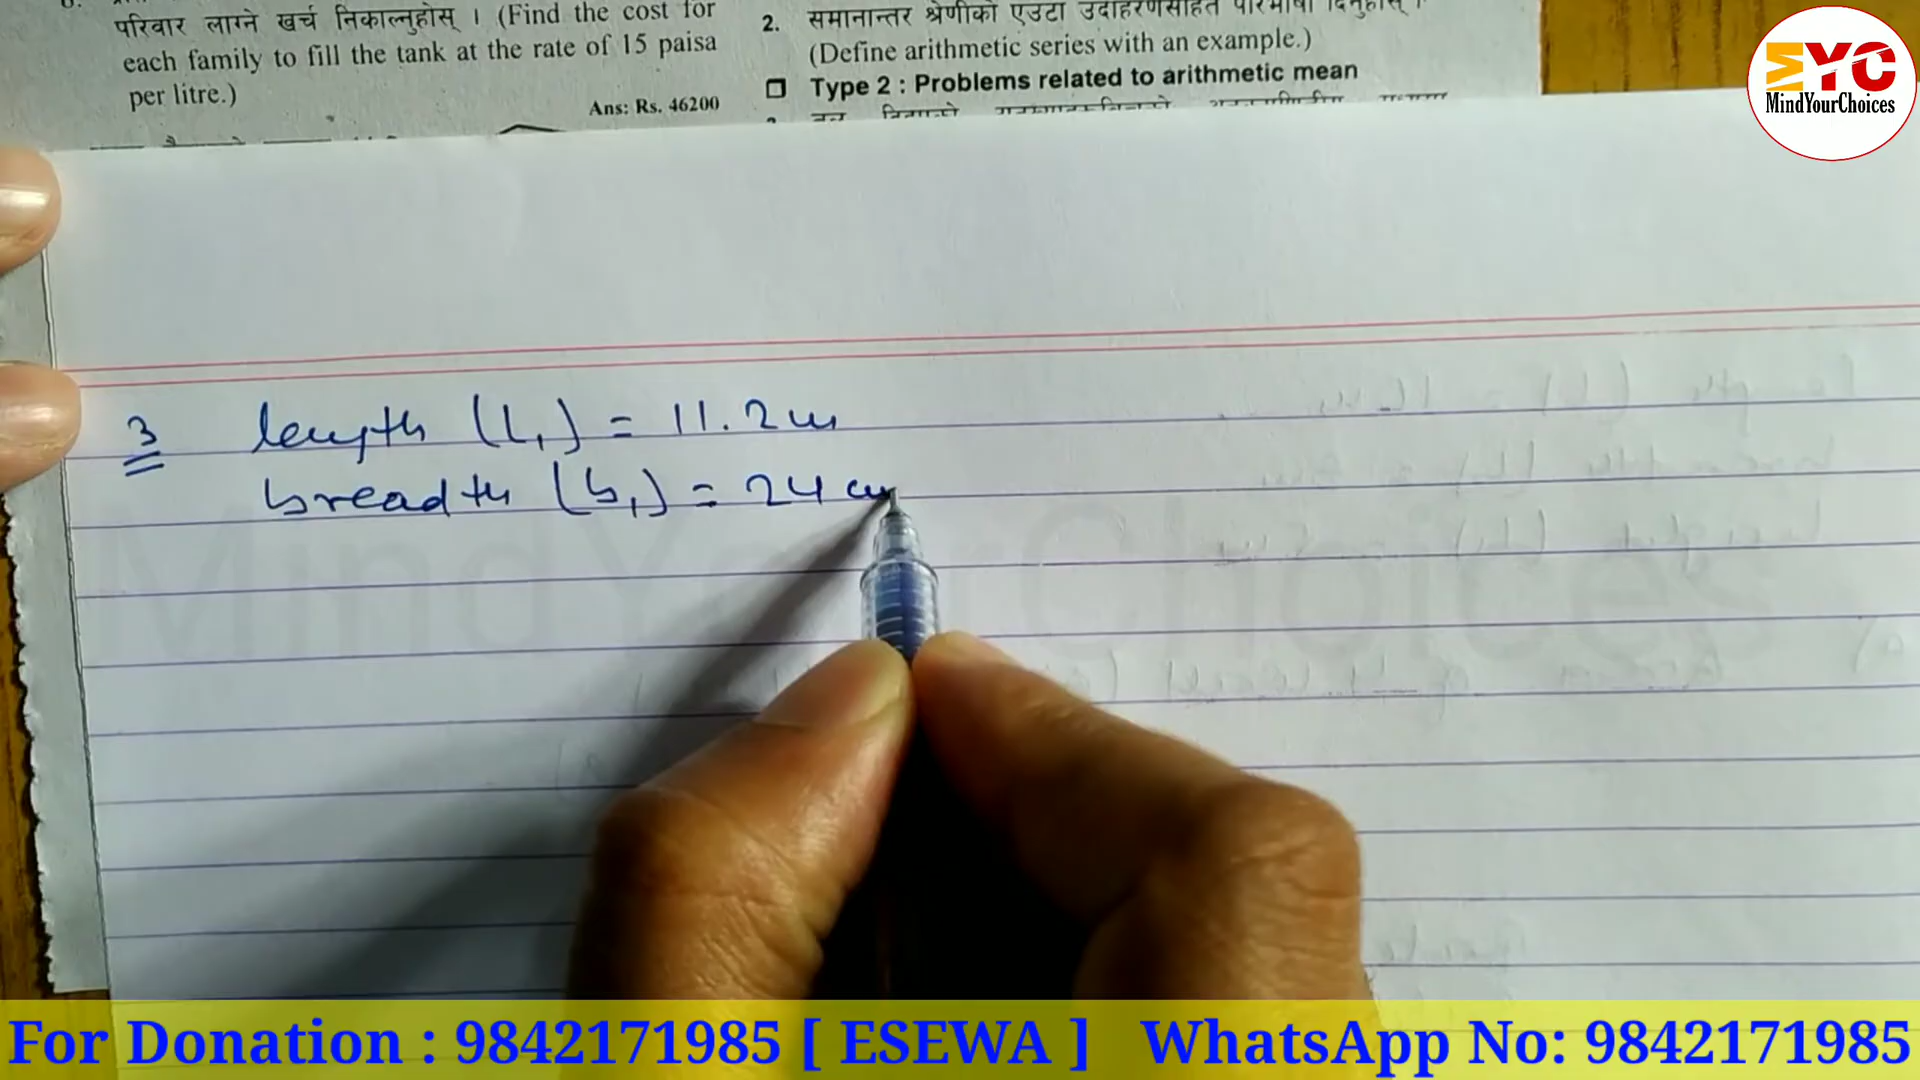 परिवार लाग्ने खर्च निकाल्नुहोस् । (Find the cost for
each family to fill the tank at the rate of 15 paisa
per litre.)
Ans: Rs. 46200
2. समानान्तर श्रेणीको एउटा उदाहरणसहित परिभाषा दिनुहोस् ।
(Define arithmetic series with an example.)
Type 2 : Problems related to arithmetic mean
MYC
MindYourChoices
3 length (l₁) = 11.2m
breadth (b₁) = 24 cm
MindYourChoices
For Donation : 9842171985 [ ESEWA ] WhatsApp No: 9842171985